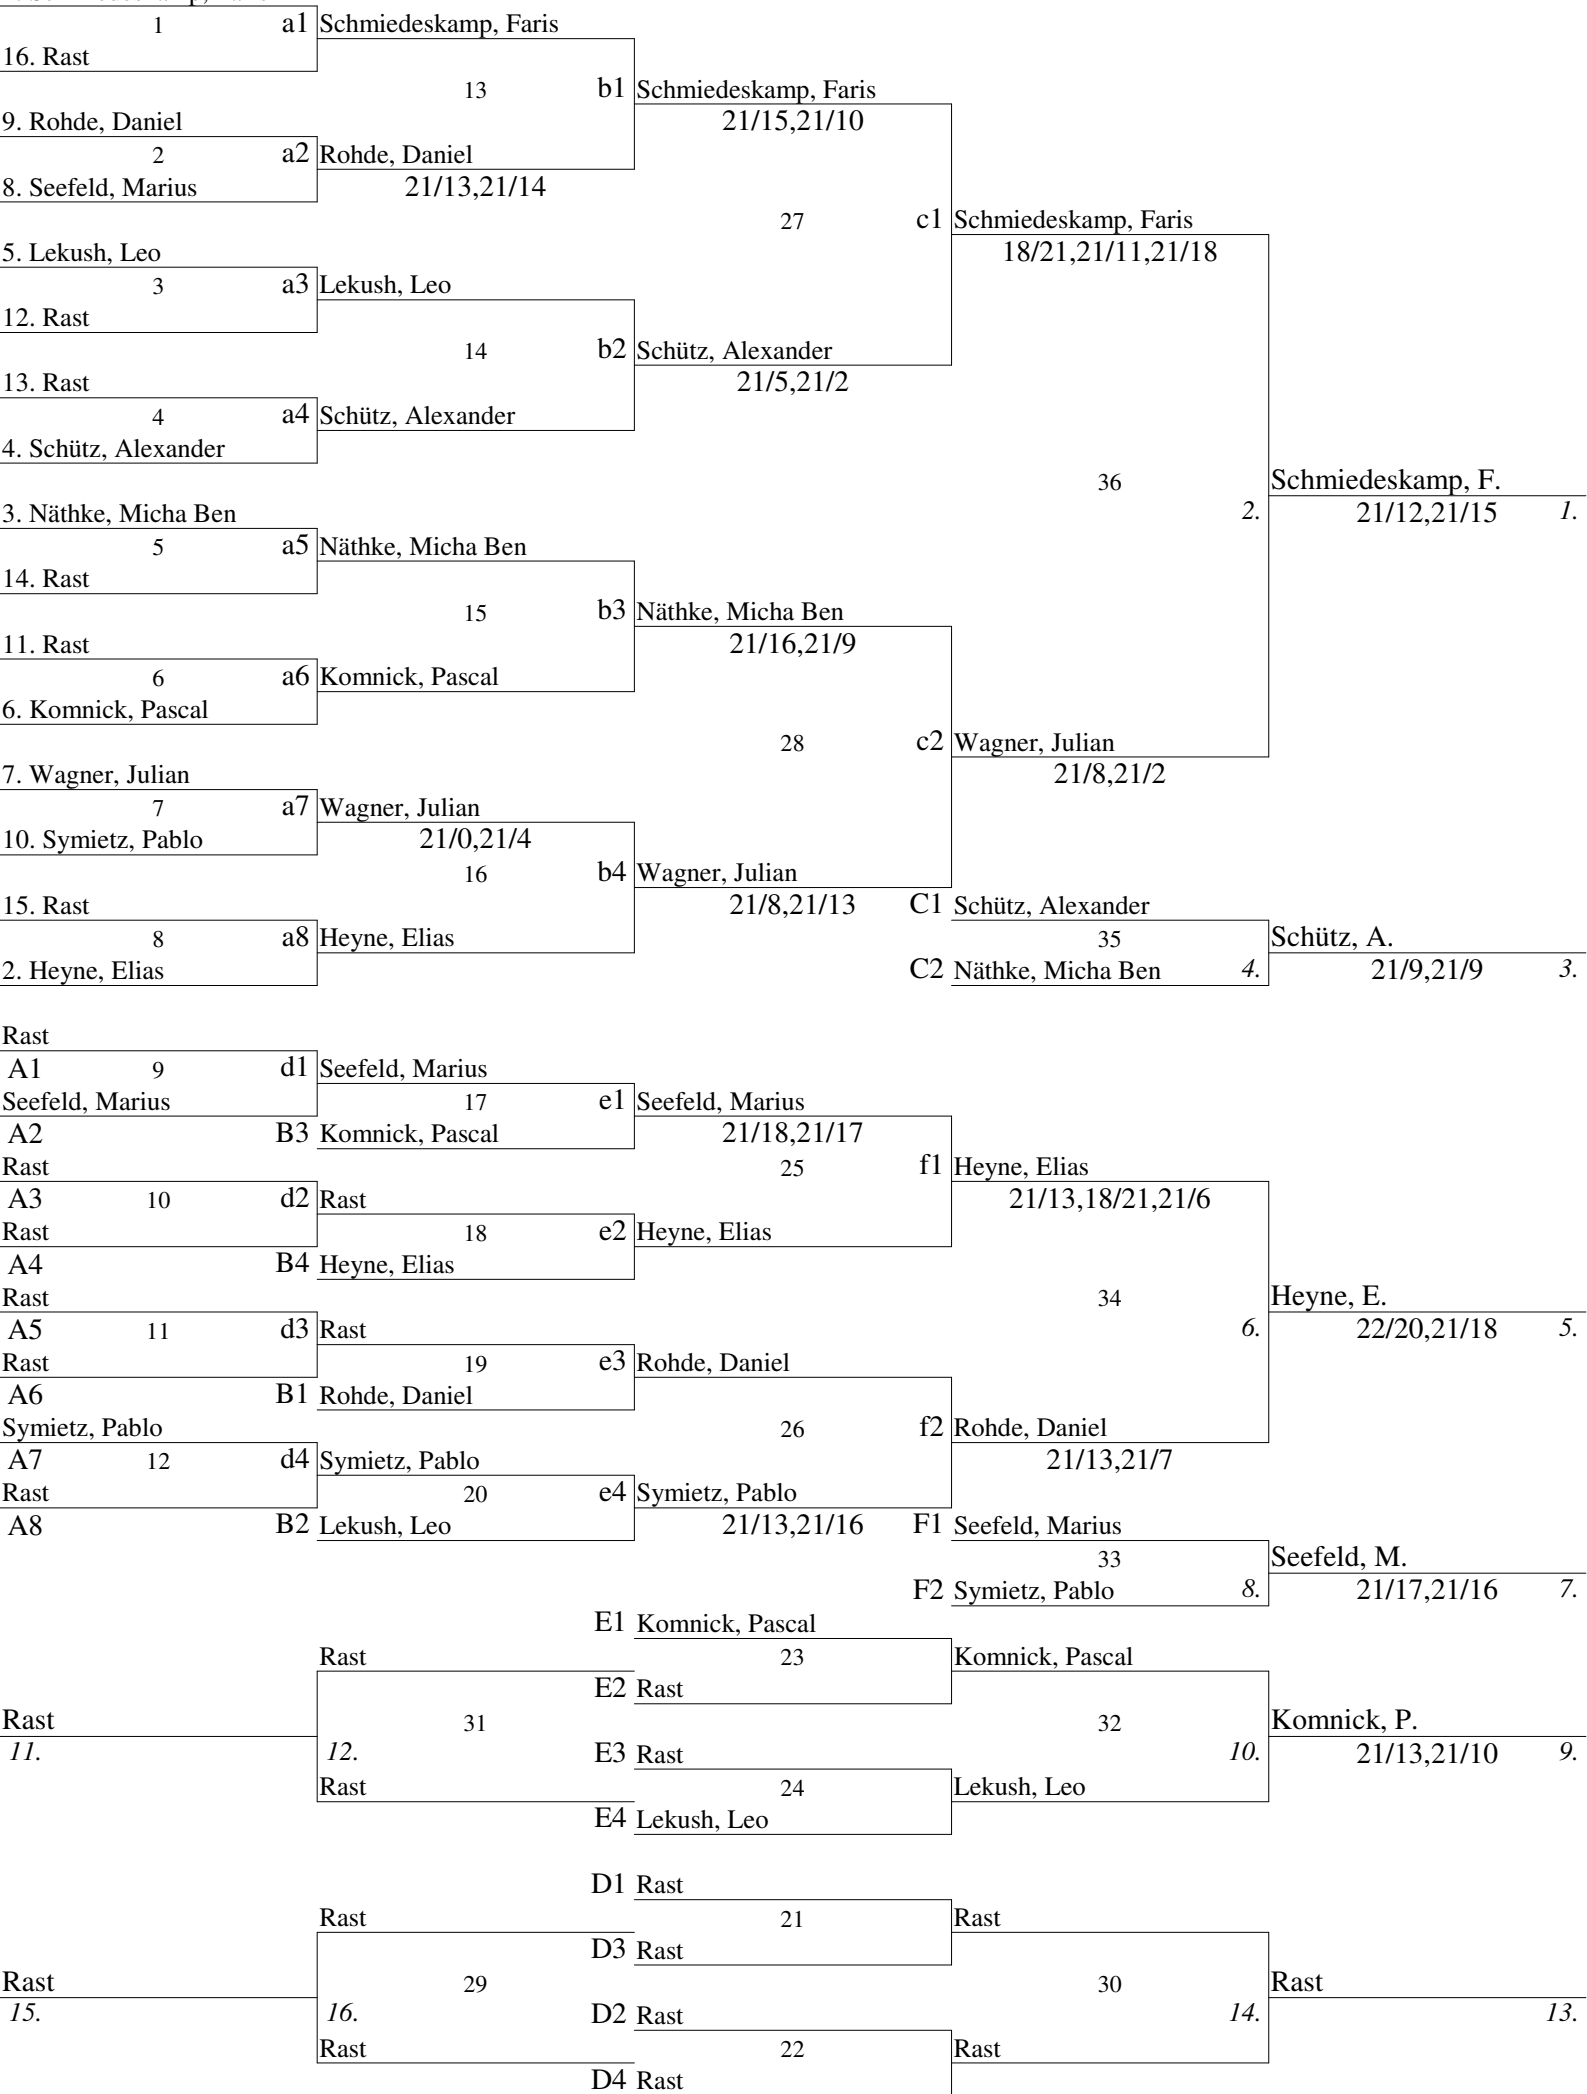 1 a1 Schmiedeskamp, Faris
16. Rast
13 b1 Schmiedeskamp, Faris
9. Rohde, Daniel 21/15,21/10
2 a2 Rohde, Daniel
8. Seefeld, Marius 21/13,21/14
27 c1 Schmiedeskamp, Faris
5. Lekush, Leo 18/21,21/11,21/18
3 a3 Lekush, Leo
12. Rast
14 b2 Schütz, Alexander
13. Rast 21/5,21/2
4 a4 Schütz, Alexander
4. Schütz, Alexander
36 Schmiedeskamp, F.
3. Näthke, Micha Ben 2. 21/12,21/15 1.
5 a5 Näthke, Micha Ben
14. Rast
15 b3 Näthke, Micha Ben
11. Rast 21/16,21/9
6 a6 Komnick, Pascal
6. Komnick, Pascal
28 c2 Wagner, Julian
7. Wagner, Julian 21/8,21/2
7 a7 Wagner, Julian
10. Symietz, Pablo 21/0,21/4
16 b4 Wagner, Julian
15. Rast 21/8,21/13 C1 Schütz, Alexander
8 a8 Heyne, Elias 35 Schütz, A.
2. Heyne, Elias C2 Näthke, Micha Ben 4. 21/9,21/9 3.
Rast
A1 9 d1 Seefeld, Marius
Seefeld, Marius 17 e1 Seefeld, Marius
A2 B3 Komnick, Pascal 21/18,21/17
Rast 25 f1 Heyne, Elias
A3 10 d2 Rast 21/13,18/21,21/6
Rast 18 e2 Heyne, Elias
A4 B4 Heyne, Elias
Rast 34 Heyne, E.
A5 11 d3 Rast 6. 22/20,21/18 5.
Rast 19 e3 Rohde, Daniel
A6 B1 Rohde, Daniel
Symietz, Pablo 26 f2 Rohde, Daniel
A7 12 d4 Symietz, Pablo 21/13,21/7
Rast 20 e4 Symietz, Pablo
A8 B2 Lekush, Leo 21/13,21/16 F1 Seefeld, Marius
33 Seefeld, M.
F2 Symietz, Pablo 8. 21/17,21/16 7.
E1 Komnick, Pascal
Rast 23 Komnick, Pascal
E2 Rast
Rast 31 32 Komnick, P.
11. 12. E3 Rast 10. 21/13,21/10 9.
Rast 24 Lekush, Leo
E4 Lekush, Leo
D1 Rast
Rast 21 Rast
D3 Rast
Rast 29 30 Rast
15. 16. D2 Rast 14. 13.
Rast 22 Rast
D4 Rast